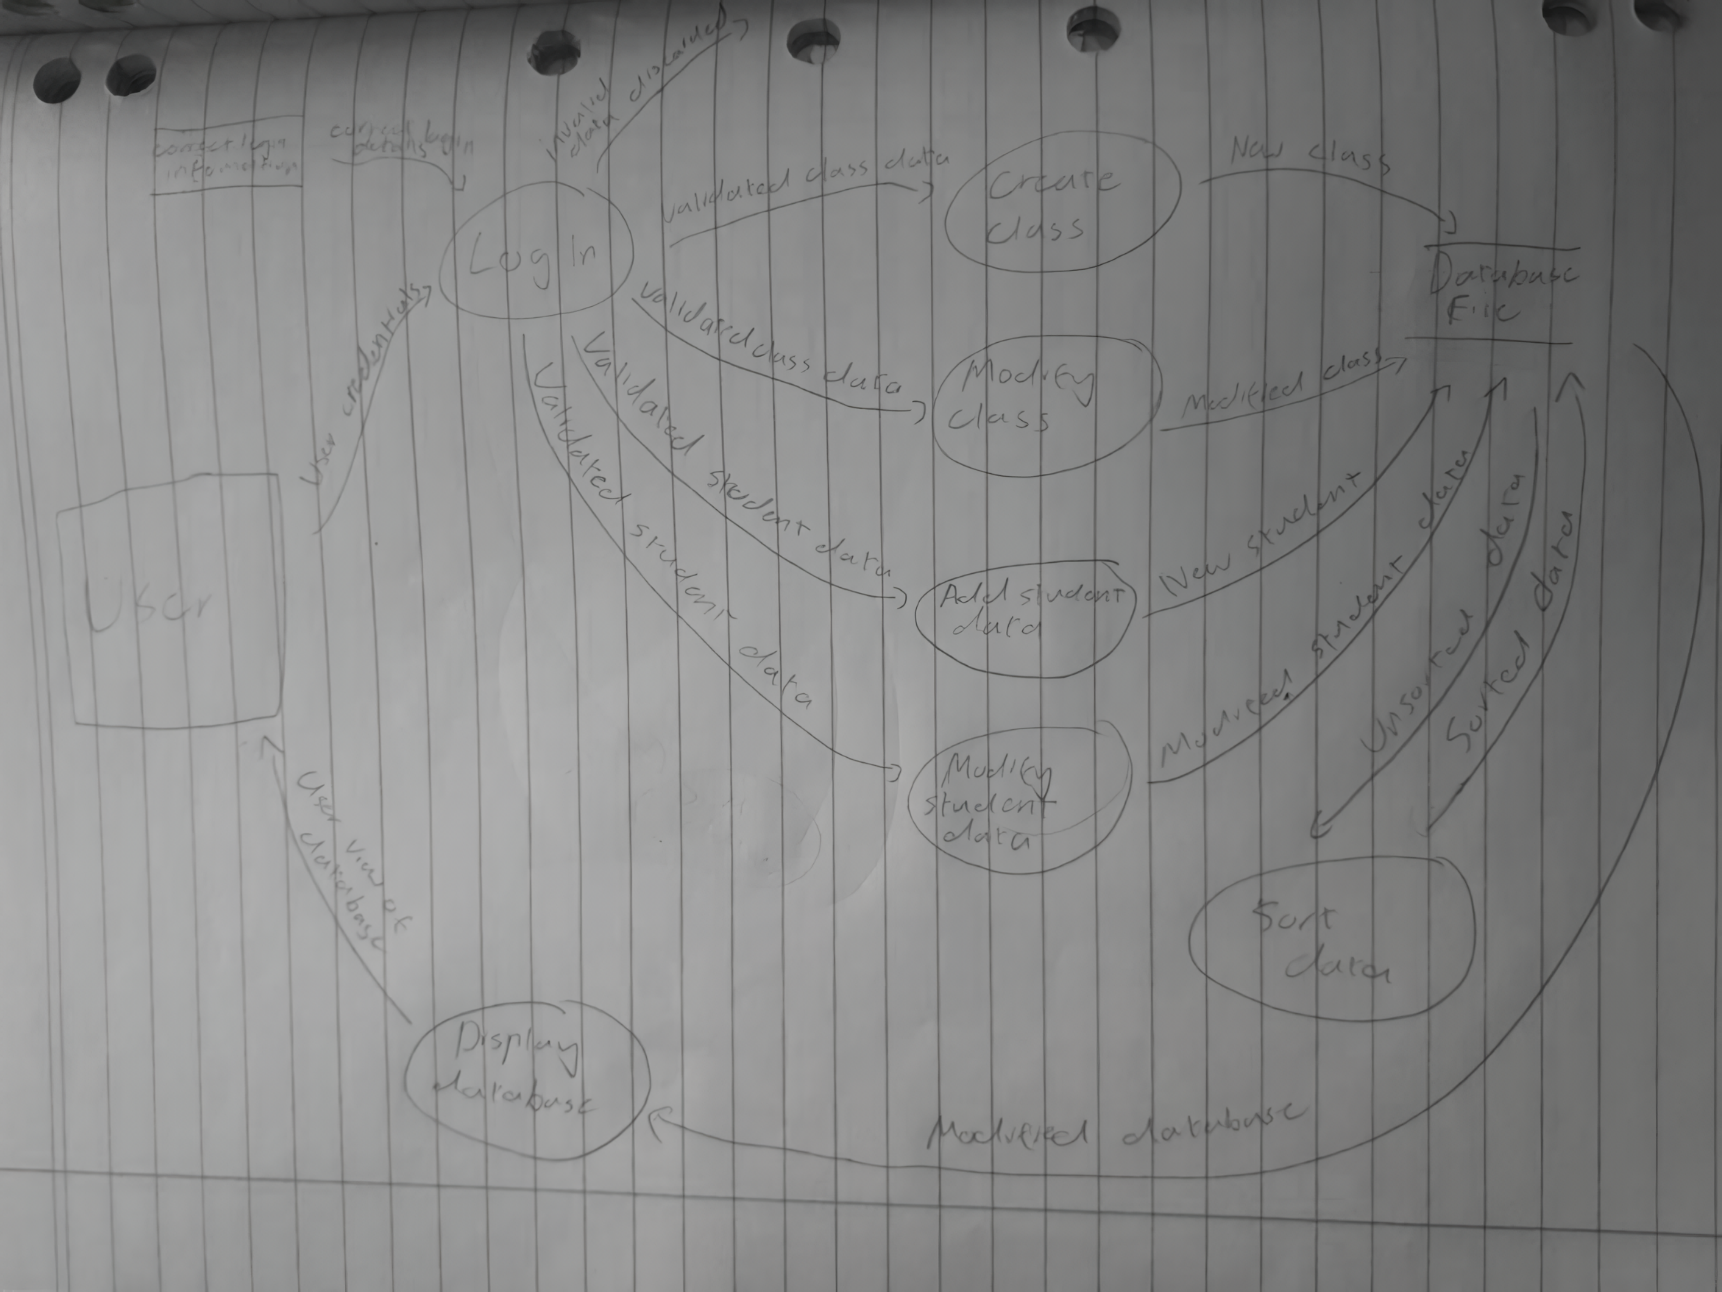 invalid
data discarded
correct login
information
correct login
details
validated class data
Create
class
New class
Log In
Database
File
User credentials
validated class data
Modify
class
Modified class
Validated student data
Validated student data
User
Add student
data
New student
Modified student data
Unsorted data
Sorted data
Modify
student
data
User view of
database
Sort
data
Display
database
Modified database